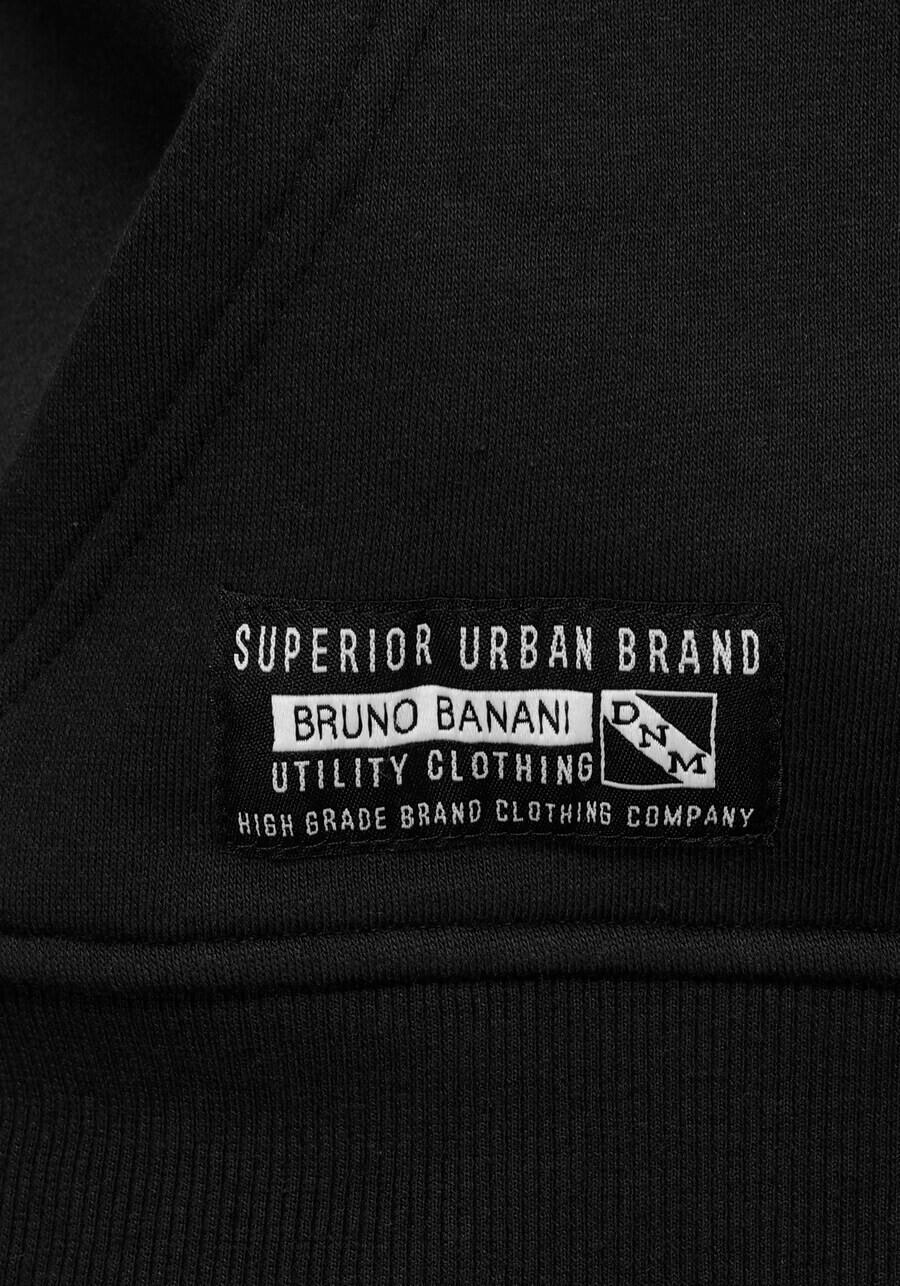 SUPERIOR URBAN BRAND
BRUNO BANANI
DNM
UTILITY CLOTHING
HIGH GRADE BRAND CLOTHING COMPANY